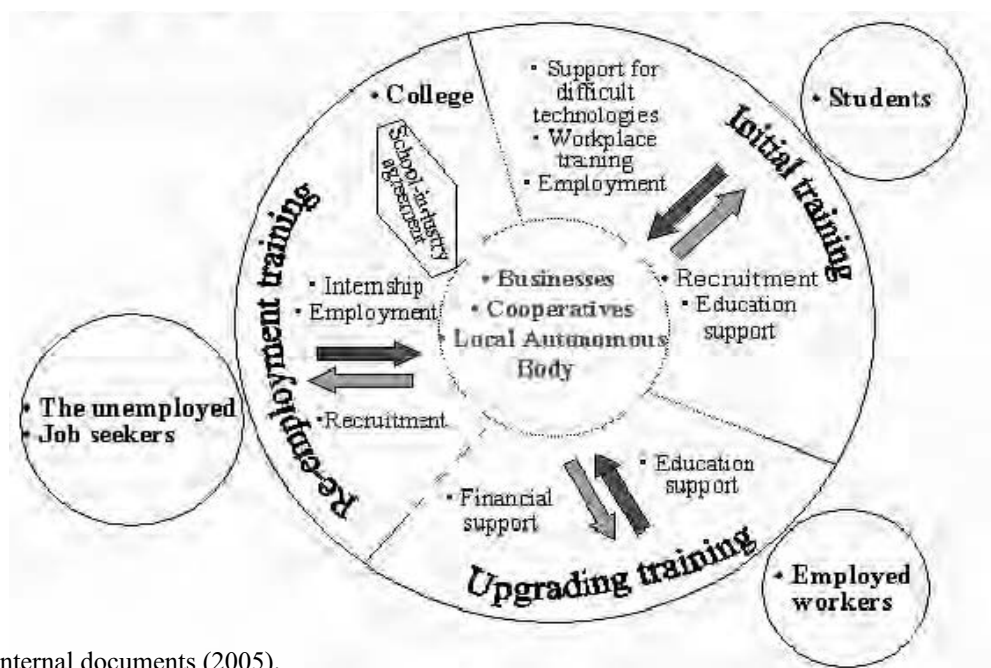 • College
School-industry
agreement
• Support for
difficult
technologies
• Workplace
training
• Employment
Initial training
• Students
• Recruitment
• Education
support
• Businesses
• Cooperatives
• Local Autonomous
Body
Re-employment training
• Internship
• Employment
• Recruitment
• The unemployed
• Job seekers
• Financial
support
• Education
support
Upgrading training
• Employed
workers
nternal documents (2005).